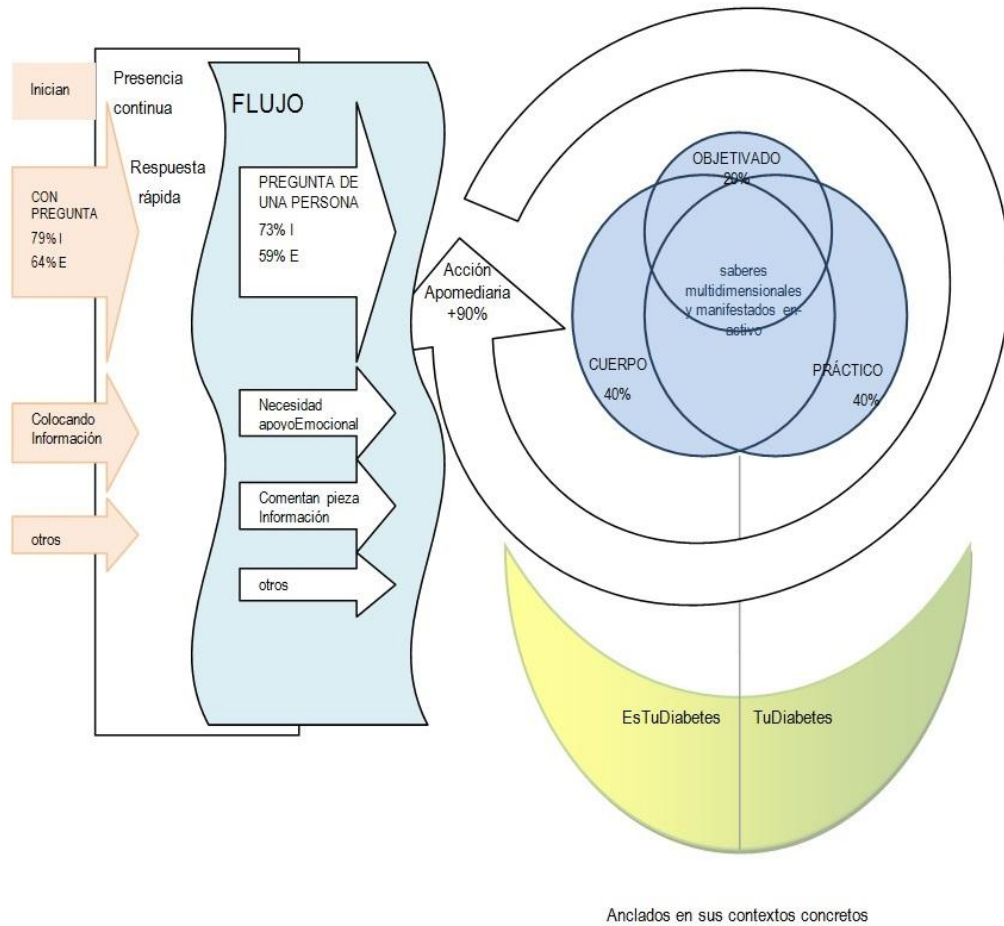 Inician
Presencia
continua
Respuesta
rápida
CON
PREGUNTA
79% I
64% E
Colocando
Información
otros
FLUJO
PREGUNTA DE
UNA PERSONA
73% I
59% E
Necesidad
apoyoEmocional
Comentan pieza
Información
otros
Acción
Apomediaria
+90%
OBJETIVADO
20%
saberes
multidimensionales
y manifestados en-
activo
CUERPO
40%
PRÁCTICO
40%
EsTuDiabetes
TuDiabetes
Anclados en sus contextos concretos